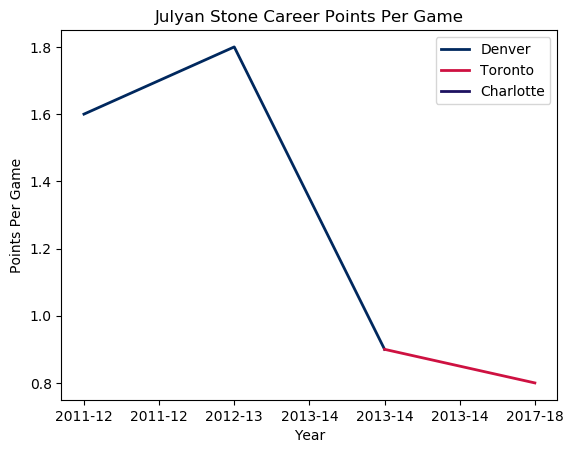 Julyan Stone Career Points Per Game
Denver
Toronto
Charlotte
Points Per Game
1.8
1.6
1.4
1.2
1.0
0.8
2011-12 2011-12 2012-13 2013-14 2013-14 2013-14 2017-18
Year